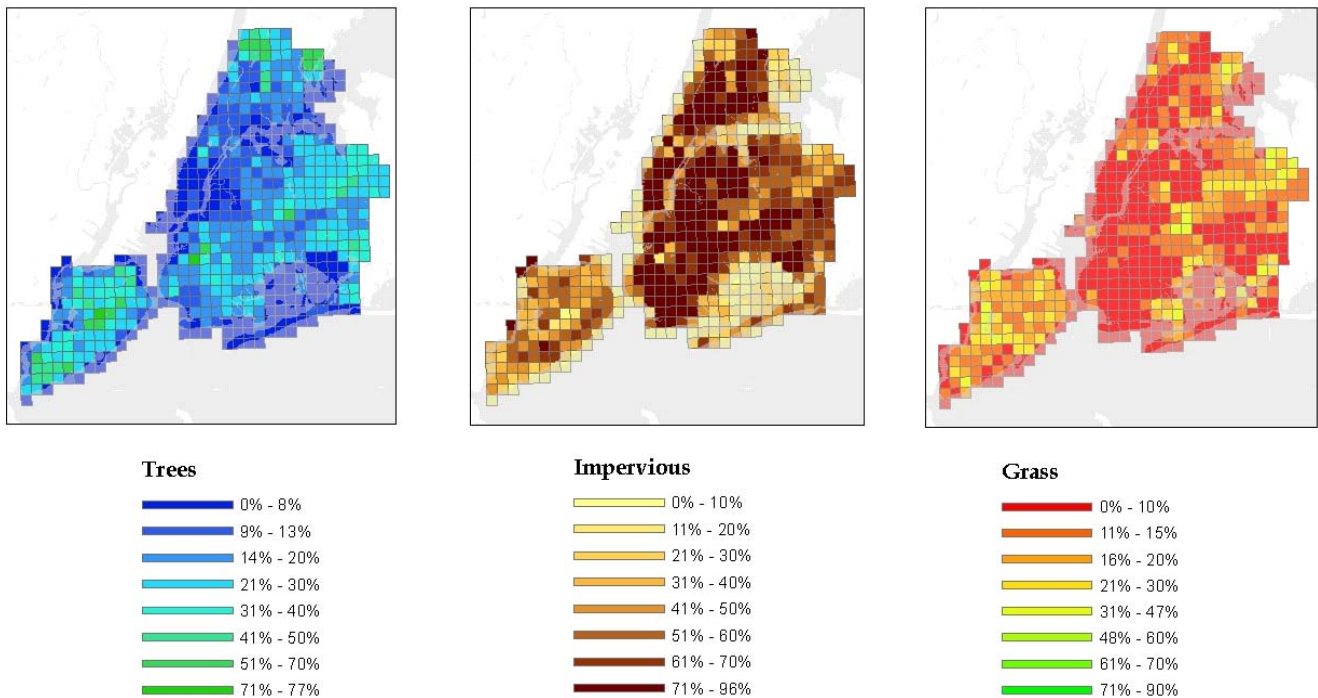 Trees
0% - 8%
9% - 13%
14% - 20%
21% - 30%
31% - 40%
41% - 50%
51% - 70%
71% - 77%
Impervious
0% - 10%
11% - 20%
21% - 30%
31% - 40%
41% - 50%
51% - 60%
61% - 70%
71% - 96%
Grass
0% - 10%
11% - 15%
16% - 20%
21% - 30%
31% - 47%
48% - 60%
61% - 70%
71% - 90%